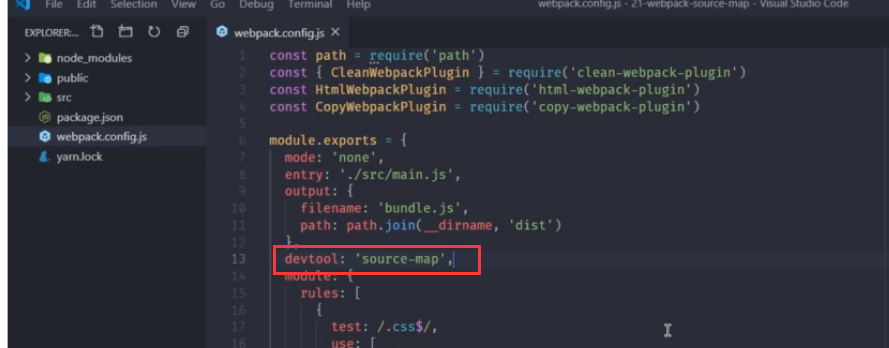 File Edit Selection View Go Debug Terminal Help webpack.config.js - 21-webpack-source-map - Visual Studio Code
EXPLORER:...
webpack.config.js ×
> node_modules
> public
> src
package.json
webpack.config.js
yarn.lock
1 const path = require('path')
2 const { CleanWebpackPlugin } = require('clean-webpack-plugin')
3 const HtmlWebpackPlugin = require('html-webpack-plugin')
4 const CopyWebpackPlugin = require('copy-webpack-plugin')
5
6 module.exports = {
7 mode: 'none',
8 entry: './src/main.js',
9 output: {
10 filename: 'bundle.js',
11 path: path.join(__dirname, 'dist')
12 },
13 devtool: 'source-map',
14 module: {
15 rules: [
16 {
17 test: /.css$/,
18 use: [